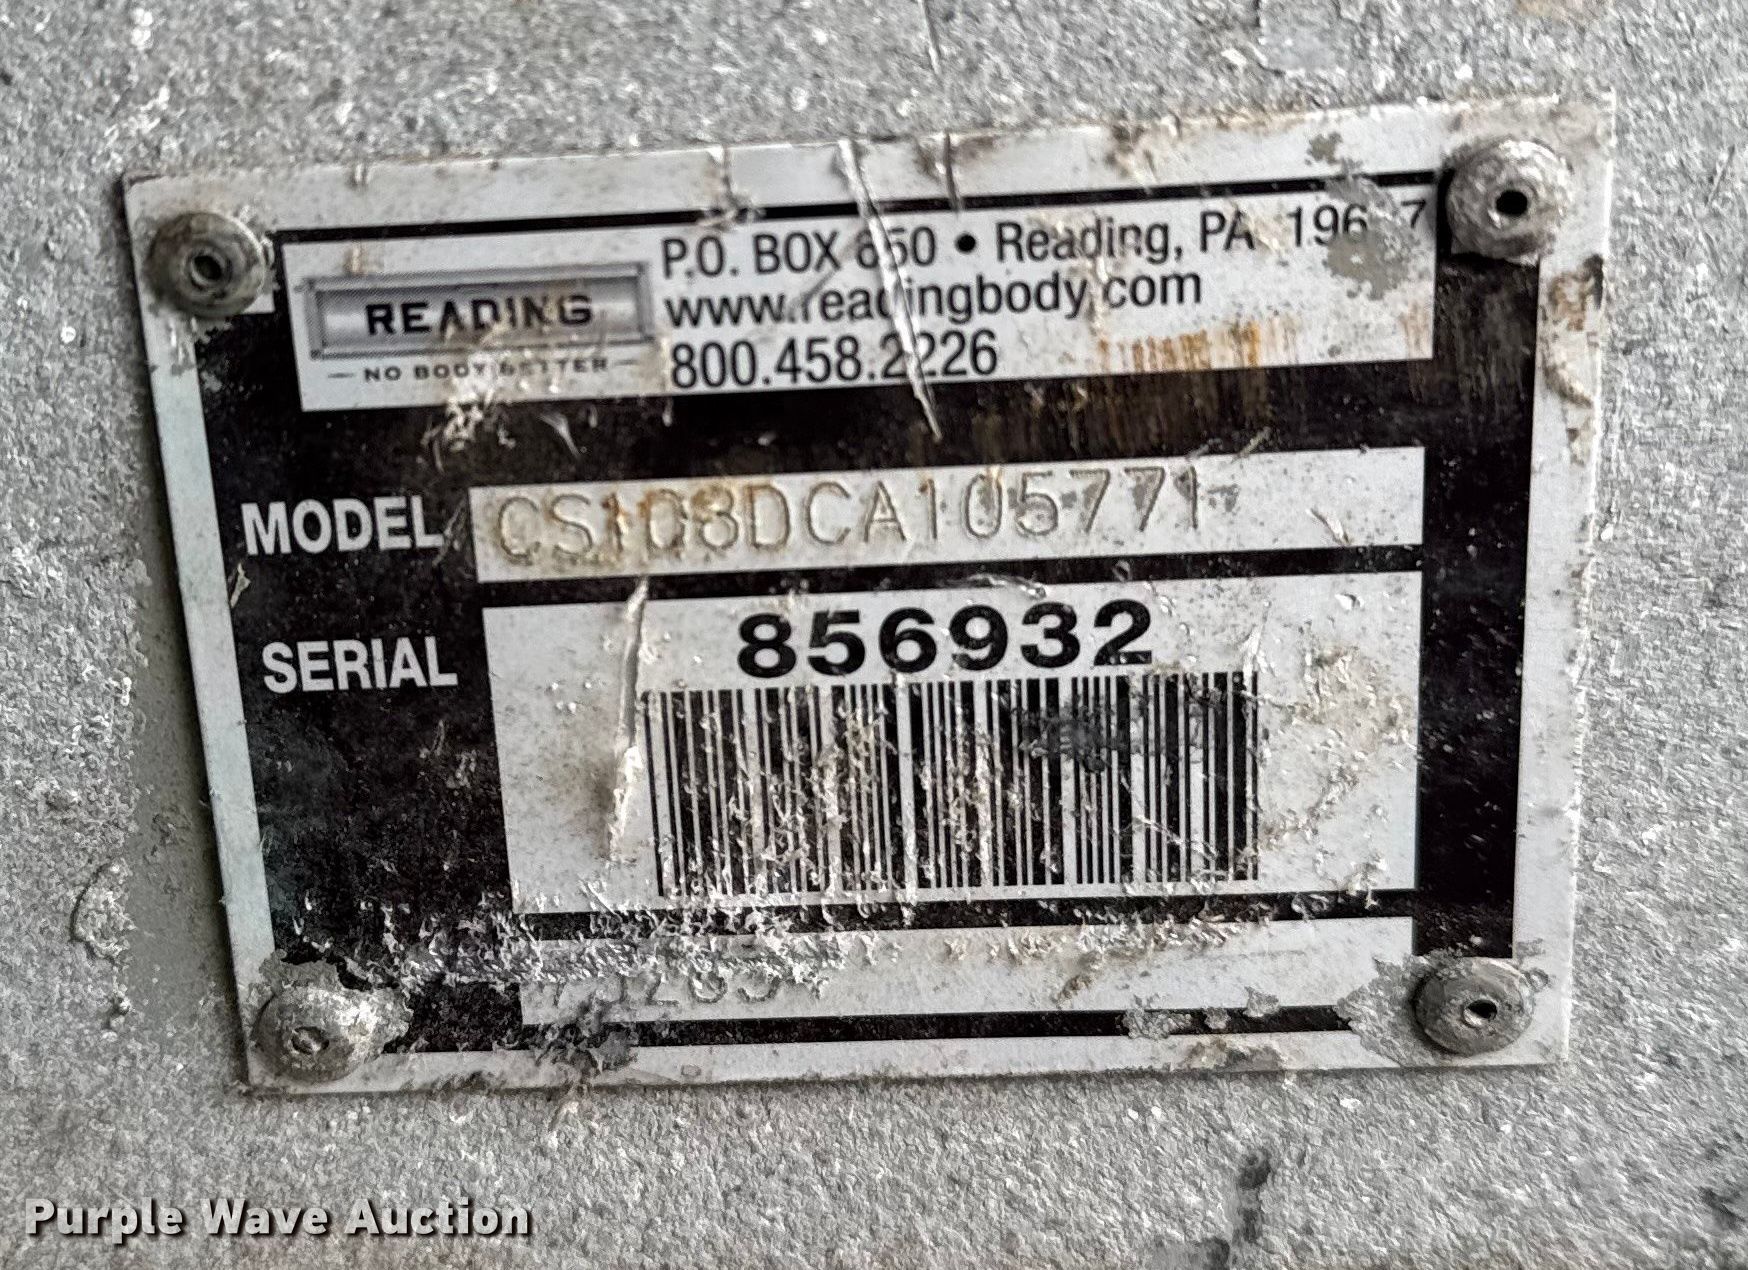 READING
NO BODY BETTER
P.O. BOX 650 • Reading, PA
www.readingbody.com
800.458.2226
MODEL CS108DCA105771
SERIAL 856932
Purple Wave Auction